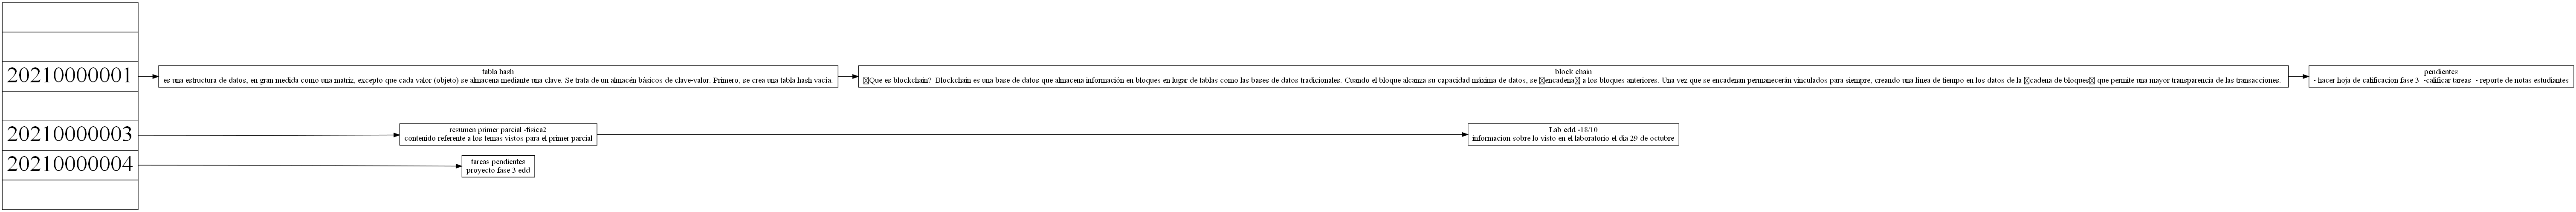 20210000001
tabla hash
es una estructura de datos, en gran medida como una matriz, excepto que cada valor (objeto) se almacena mediante una clave. Se trata de un almacén básicos de clave-valor. Primero, se crea una tabla hash vacía.
block chain
Que es blockchain?  Blockchain es una base de datos que almacena información en bloques en lugar de tablas como las bases de datos tradicionales. Cuando el bloque alcanza su capacidad máxima de datos, se encadena a los bloques anteriores. Una vez que se encadenan permanecerán vinculados para siempre, creando una línea de tiempo en los datos de la cadena de bloques que permite una mayor transparencia de las transacciones.
pendientes
- hacer hoja de calificacion fase 3  -calificar tareas  - reporte de notas estudiantes
20210000003
resumen primer parcial -fisica2
contenido referente a los temas vistos para el primer parcial
Lab edd -18/10
informacion sobre lo visto en el laboratorio el dia 29 de octubre
20210000004
tareas pendientes
proyecto fase 3 edd